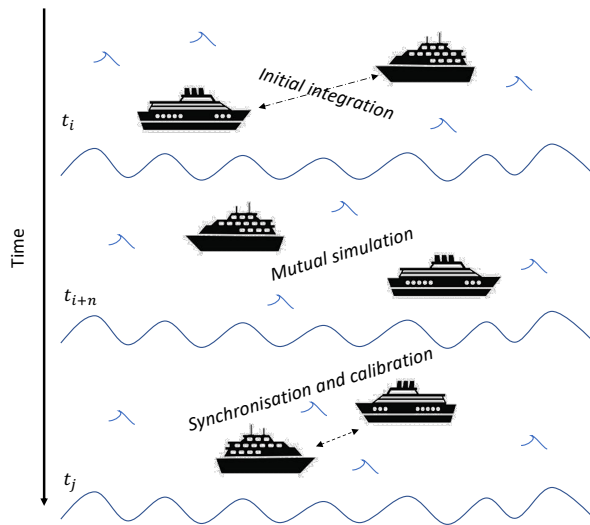 Initial integration
t_i
Time
Mutual simulation
t_{i+n}
Synchronisation and calibration
t_j